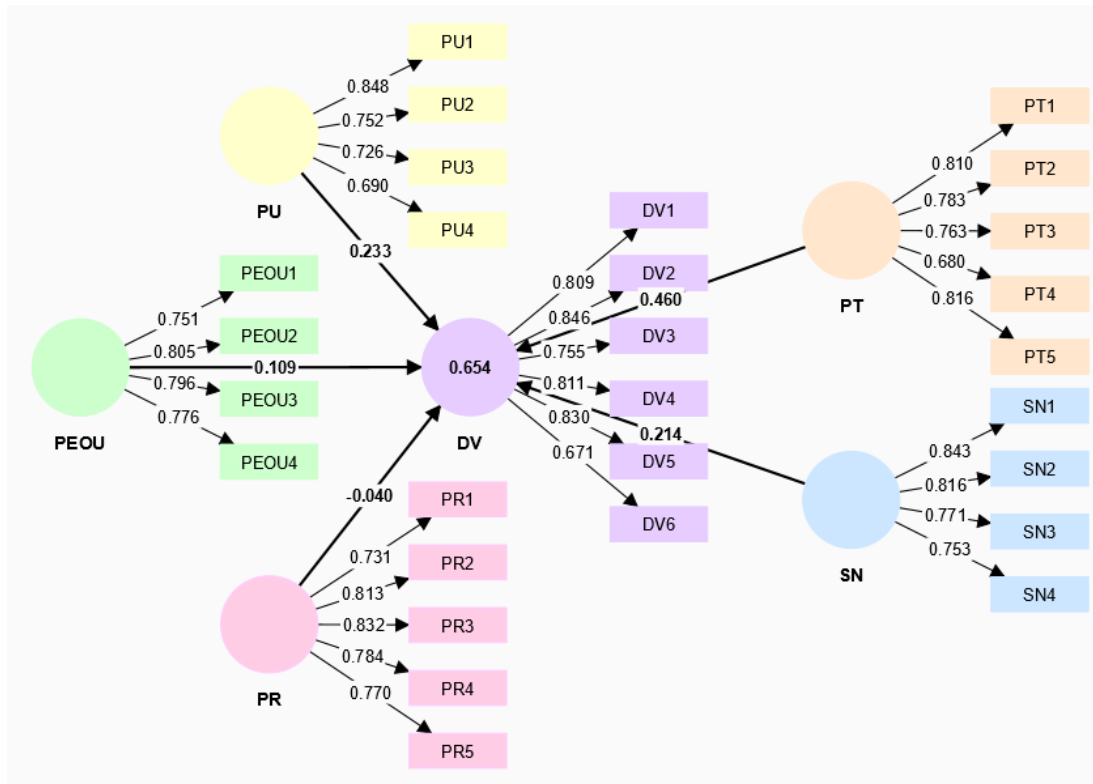 PU1
0.848
PU2
0.752
PU3
0.726
0.690
PU4
PU
0.233
PEOU1
0.751
PEOU2
0.805
0.109
0.796
PEOU3
0.776
PEOU4
PEOU
-0.040
PR1
0.731
PR2
0.813
0.832
PR3
0.784
PR4
0.770
PR5
PR
0.654
DV
DV1
0.809
DV2
0.846
DV3
0.755
0.811
DV4
0.830
DV5
0.671
DV6
0.460
0.214
PT1
0.810
PT2
0.783
0.763
PT3
0.680
PT4
0.816
PT5
PT
SN1
0.843
SN2
0.816
0.771
SN3
0.753
SN4
SN